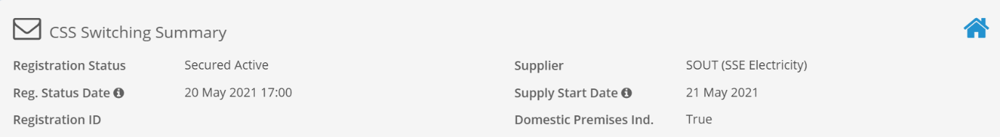 CSS Switching Summary
Registration Status Secured Active Supplier SOUT (SSE Electricity)
Reg. Status Date 20 May 2021 17:00 Supply Start Date 21 May 2021
Registration ID Domestic Premises Ind. True